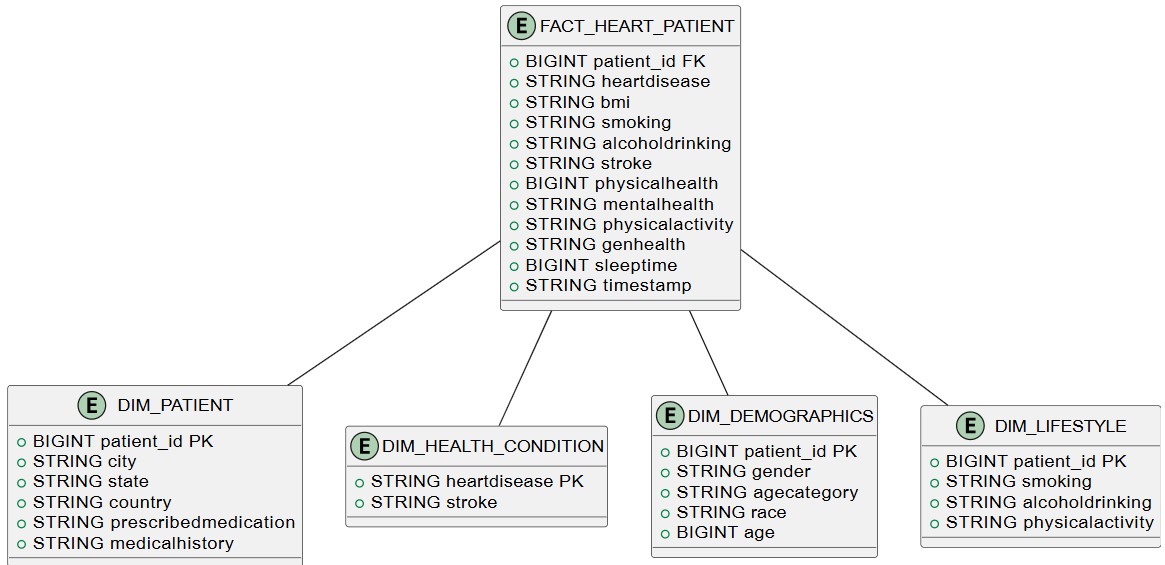 E FACT_HEART_PATIENT
BIGINT patient_id FK
STRING heartdisease
STRING bmi
STRING smoking
STRING alcoholdrinking
STRING stroke
BIGINT physicalhealth
STRING mentalhealth
STRING physicalactivity
STRING genhealth
BIGINT sleeptime
STRING timestamp
E DIM_PATIENT
BIGINT patient_id PK
STRING city
STRING state
STRING country
STRING prescribedmedication
STRING medicalhistory
E DIM_HEALTH_CONDITION
STRING heartdisease PK
STRING stroke
E DIM_DEMOGRAPHICS
BIGINT patient_id PK
STRING gender
STRING agecategory
STRING race
BIGINT age
E DIM_LIFESTYLE
BIGINT patient_id PK
STRING smoking
STRING alcoholdrinking
STRING physicalactivity